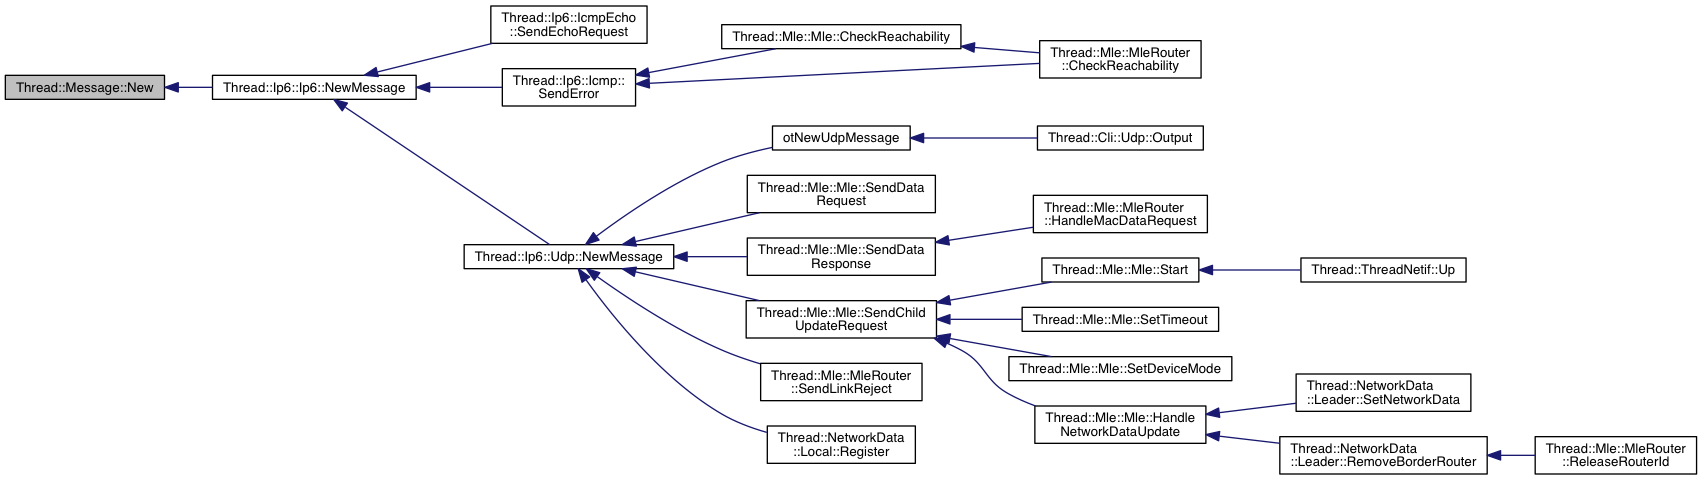 Thread::Message::New
Thread::Ip6::Ip6::NewMessage
Thread::Ip6::IcmpEcho
::SendEchoRequest
Thread::Ip6::Icmp::
SendError
Thread::Mle::Mle::CheckReachability
Thread::Mle::MleRouter
::CheckReachability
Thread::Ip6::Udp::NewMessage
otNewUdpMessage
Thread::Cli::Udp::Output
Thread::Mle::Mle::SendData
Request
Thread::Mle::Mle::SendData
Response
Thread::Mle::MleRouter
::HandleMacDataRequest
Thread::Mle::Mle::SendChild
UpdateRequest
Thread::Mle::Mle::Start
Thread::ThreadNetif::Up
Thread::Mle::Mle::SetTimeout
Thread::Mle::Mle::SetDeviceMode
Thread::Mle::Mle::Handle
NetworkDataUpdate
Thread::NetworkData
::Leader::SetNetworkData
Thread::NetworkData
::Leader::RemoveBorderRouter
Thread::Mle::MleRouter
::ReleaseRouterId
Thread::Mle::MleRouter
::SendLinkReject
Thread::NetworkData
::Local::Register